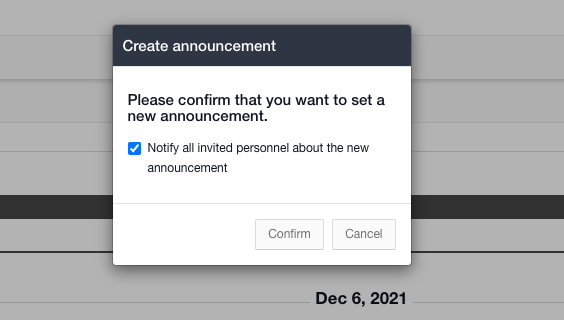 Create announcement
Please confirm that you want to set a
new announcement.
Notify all invited personnel about the new
announcement
Confirm
Cancel
Dec 6, 2021